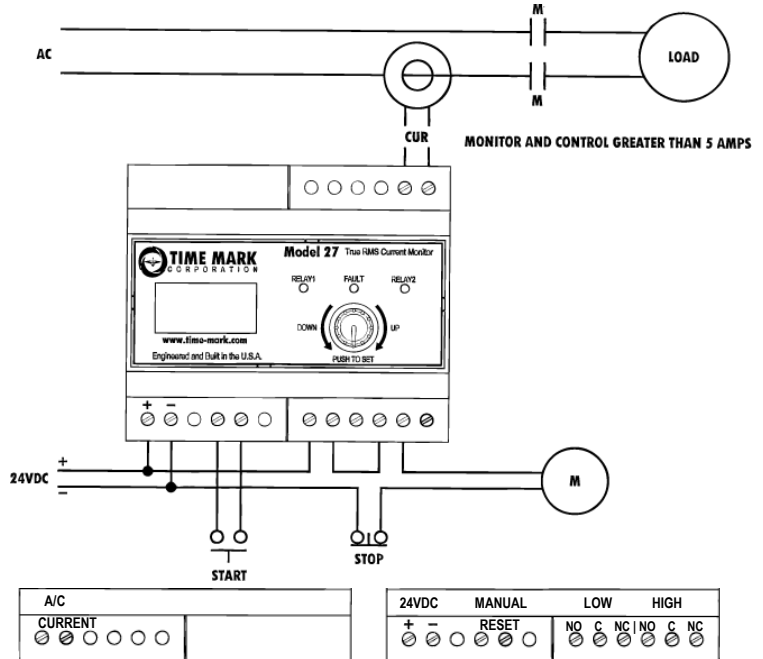 M
AC
LOAD
M
CUR
MONITOR AND CONTROL GREATER THAN 5 AMPS
TIME MARK
CORPORATION
Model 27 True RMS Current Monitor
RELAY1 FAULT RELAY2
DOWN UP
www.time-mark.com
Engineered and Built in the U.S.A.
PUSH TO SET
+ −
+
24VDC
−
M
START
STOP
A/C
CURRENT
24VDC MANUAL LOW HIGH
+ − RESET NO C NC | NO C NC